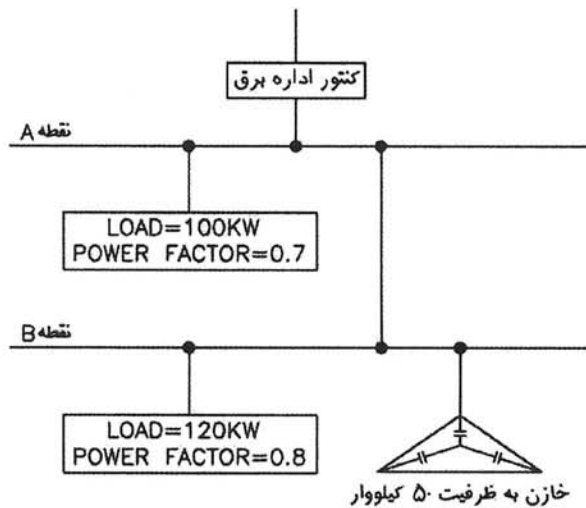 کنتور اداره برق
نقطه A
LOAD=100KW
POWER FACTOR=0.7
نقطه B
LOAD=120KW
POWER FACTOR=0.8
خازن به ظرفیت ۵۰ کیلووار